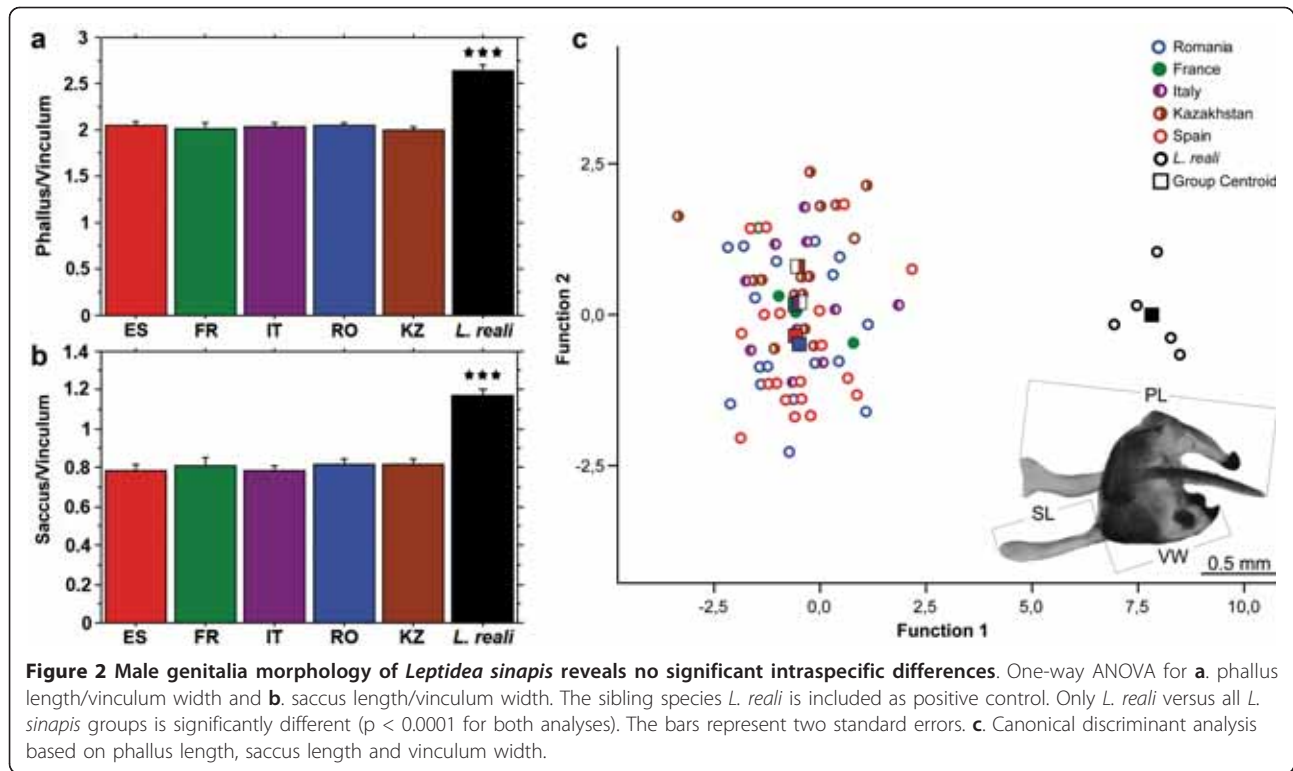 a
3
2.5
2
1.5
1
0.5
0
Phallus/Vinculum
★★★
ES FR IT RO KZ L. reali
b
1.4
1.2
1
0.8
0.6
0.4
0.2
0
Saccus/Vinculum
★★★
ES FR IT RO KZ L. reali
c
Romania
France
Italy
Kazakhstan
Spain
L. reali
Group Centroid
Function 2
2,5
0,0
-2,5
-2,5 0,0 2,5 5,0 7,5 10,0
Function 1
PL
SL
VW
0.5 mm
Figure 2 Male genitalia morphology of Leptidea sinapis reveals no significant intraspecific differences. One-way ANOVA for a. phallus
length/vinculum width and b. saccus length/vinculum width. The sibling species L. reali is included as positive control. Only L. reali versus all L.
sinapis groups is significantly different (p < 0.0001 for both analyses). The bars represent two standard errors. c. Canonical discriminant analysis
based on phallus length, saccus length and vinculum width.